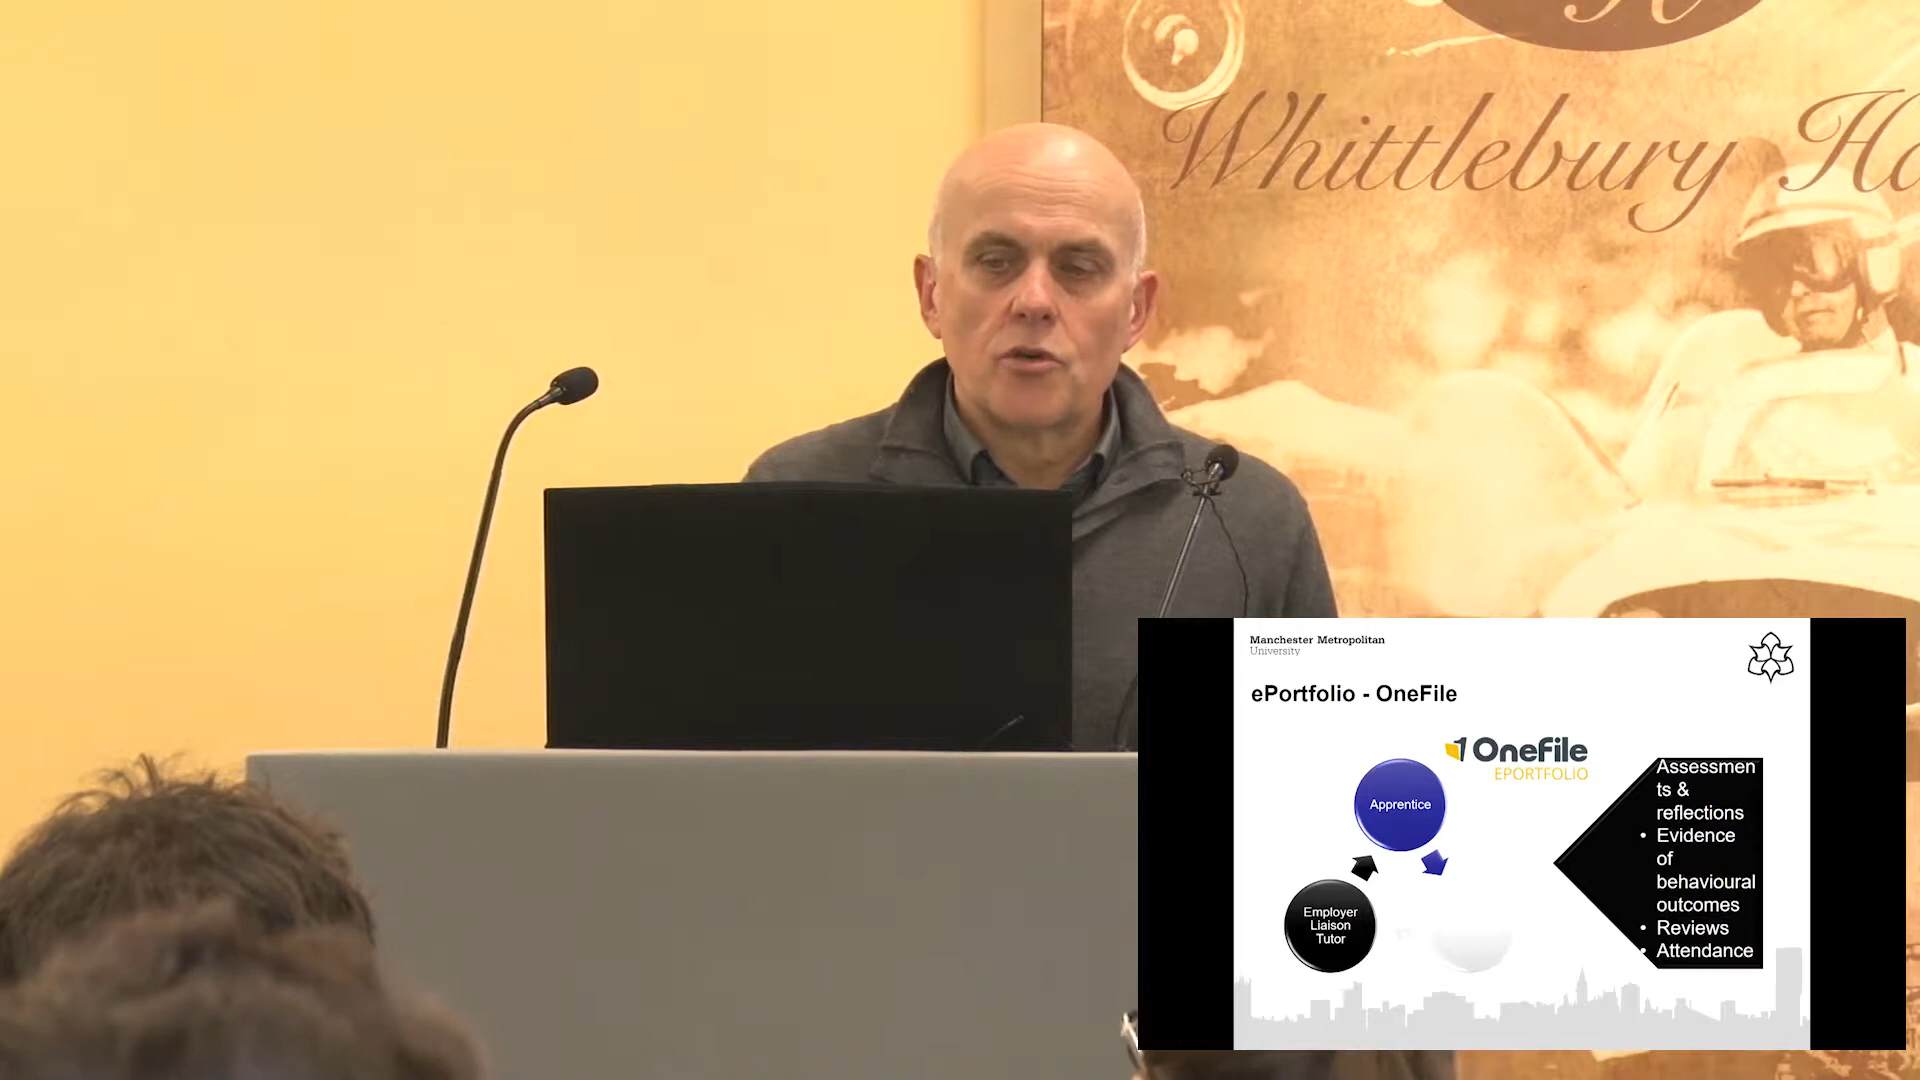 Whittlebury
Manchester Metropolitan
University
ePortfolio - OneFile
1 OneFile
EPORTFOLIO
Apprentice
Employer
Liaison
Tutor
Assessmen
ts &
reflections
• Evidence
of
behavioural
outcomes
• Reviews
• Attendance